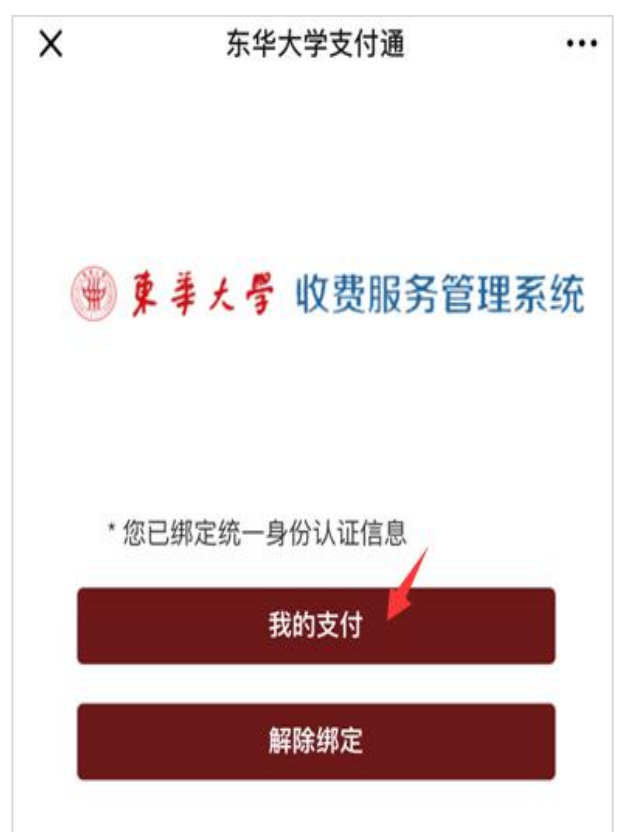 东华大学支付通
東華大學 收费服务管理系统
* 您已绑定统一身份认证信息
我的支付
解除绑定